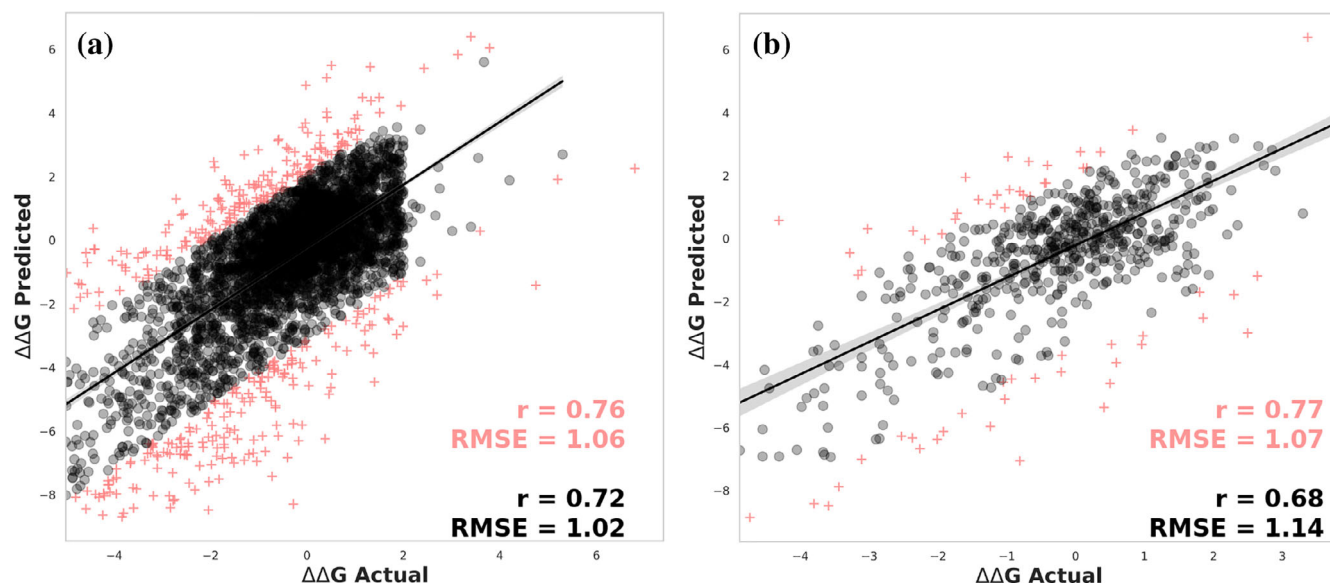 (a)
6
4
2
0
−2
−4
−6
−8
ΔΔG Predicted
−4 −2 0 2 4 6
ΔΔG Actual
r = 0.76
RMSE = 1.06
r = 0.72
RMSE = 1.02
(b)
6
4
2
0
−2
−4
−6
−8
ΔΔG Predicted
−4 −3 −2 −1 0 1 2 3
ΔΔG Actual
r = 0.77
RMSE = 1.07
r = 0.68
RMSE = 1.14